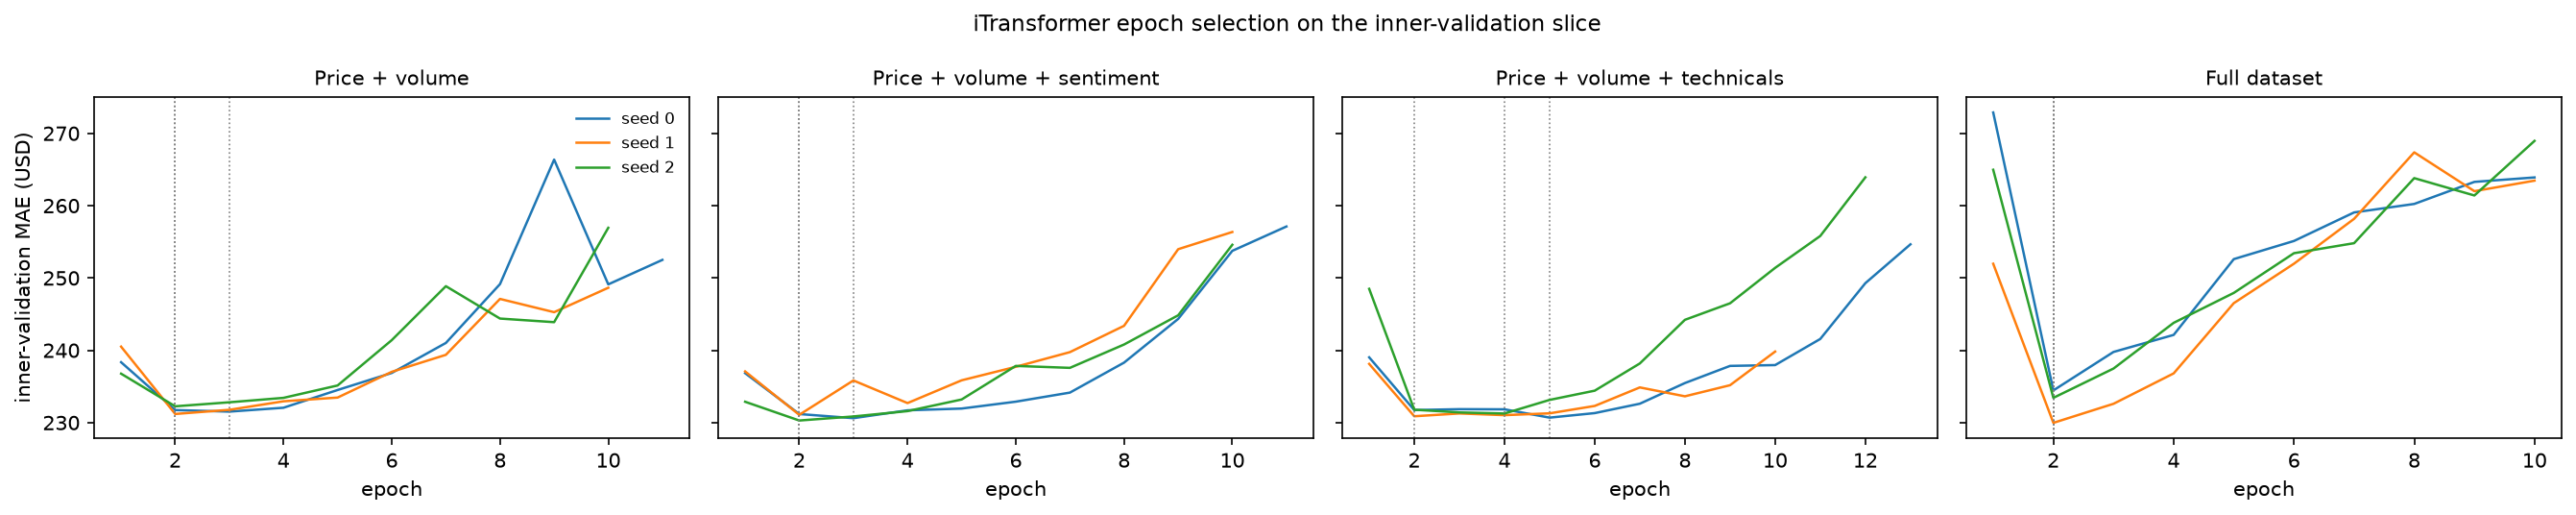 iTransformer epoch selection on the inner-validation slice
Price + volume
Price + volume + sentiment
Price + volume + technicals
Full dataset
inner-validation MAE (USD)
270
260
250
240
230
seed 0
seed 1
seed 2
2 4 6 8 10
2 4 6 8 10
2 4 6 8 10 12
2 4 6 8 10
epoch
epoch
epoch
epoch